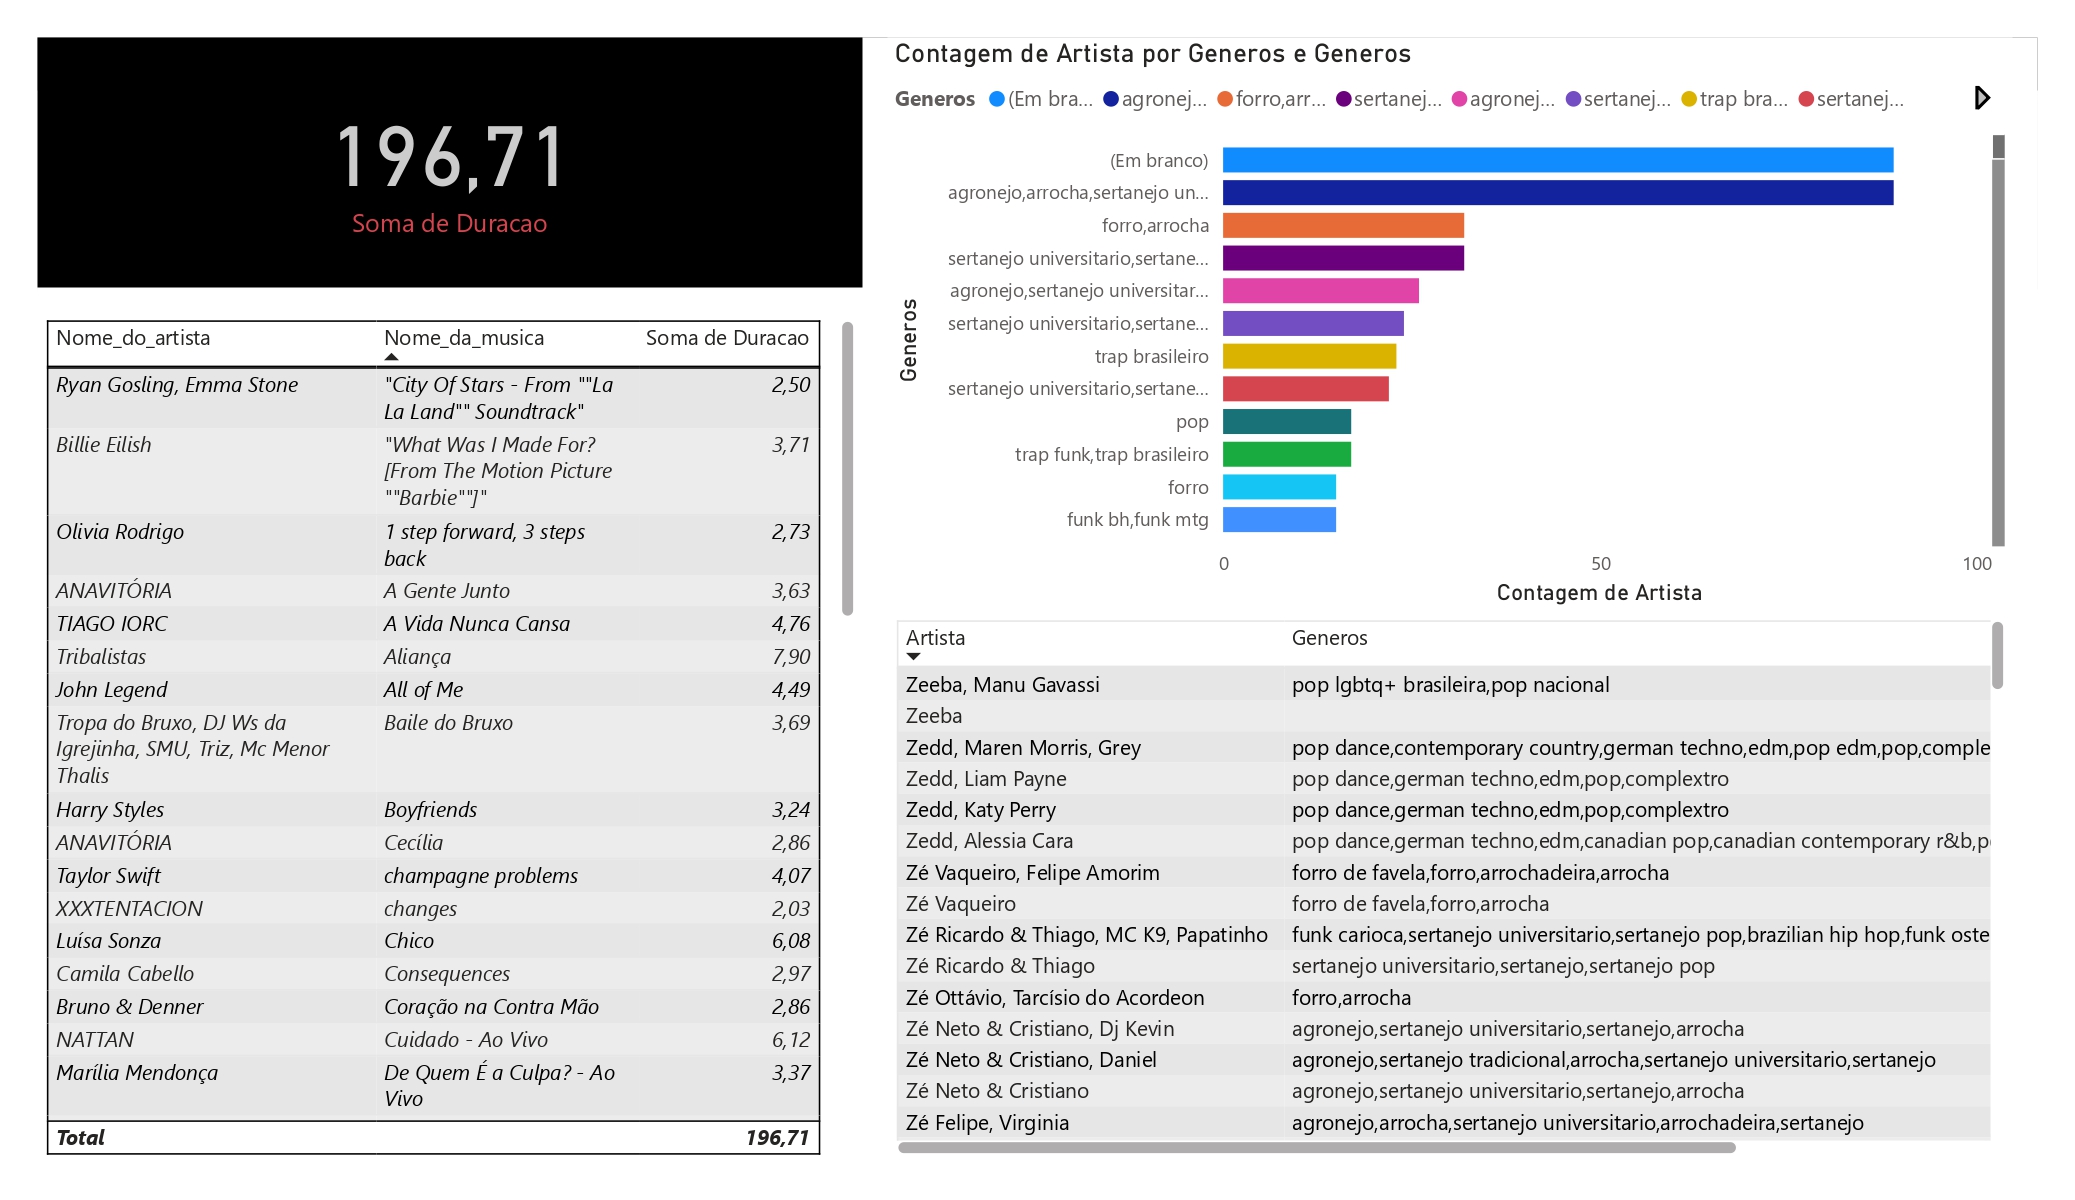 196,71
Soma de Duracao
Nome_do_artista Nome_da_musica Soma de Duracao
Ryan Gosling, Emma Stone "City Of Stars - From ""La 2,50
La Land"" Soundtrack"
Billie Eilish "What Was I Made For? 3,71
[From The Motion Picture
""Barbie""]"
Olivia Rodrigo 1 step forward, 3 steps 2,73
back
ANAVITÓRIA A Gente Junto 3,63
TIAGO IORC A Vida Nunca Cansa 4,76
Tribalistas Aliança 7,90
John Legend All of Me 4,49
Tropa do Bruxo, DJ Ws da Baile do Bruxo 3,69
Igrejinha, SMU, Triz, Mc Menor
Thalis
Harry Styles Boyfriends 3,24
ANAVITÓRIA Cecília 2,86
Taylor Swift champagne problems 4,07
XXXTENTACION changes 2,03
Luísa Sonza Chico 6,08
Camila Cabello Consequences 2,97
Bruno & Denner Coração na Contra Mão 2,86
NATTAN Cuidado - Ao Vivo 6,12
Marília Mendonça De Quem É a Culpa? - Ao 3,37
Vivo
Total 196,71
Contagem de Artista por Generos e Generos
Generos (Em bra... agronej... forro,arr... sertanej... agronej... sertanej... trap bra... sertanej...
Generos
(Em branco)
agronejo,arrocha,sertanejo un...
forro,arrocha
sertanejo universitario,sertane...
agronejo,sertanejo universitar...
sertanejo universitario,sertane...
trap brasileiro
sertanejo universitario,sertane...
pop
trap funk,trap brasileiro
forro
funk bh,funk mtg
0 50 100
Contagem de Artista
Artista Generos
Zeeba, Manu Gavassi pop lgbtq+ brasileira,pop nacional
Zeeba
Zedd, Maren Morris, Grey pop dance,contemporary country,german techno,edm,pop edm,pop,comple
Zedd, Liam Payne pop dance,german techno,edm,pop,complextro
Zedd, Katy Perry pop dance,german techno,edm,pop,complextro
Zedd, Alessia Cara pop dance,german techno,edm,canadian pop,canadian contemporary r&b,p
Zé Vaqueiro, Felipe Amorim forro de favela,forro,arrochadeira,arrocha
Zé Vaqueiro forro de favela,forro,arrocha
Zé Ricardo & Thiago, MC K9, Papatinho funk carioca,sertanejo universitario,sertanejo pop,brazilian hip hop,funk oste
Zé Ricardo & Thiago sertanejo universitario,sertanejo,sertanejo pop
Zé Ottávio, Tarcísio do Acordeon forro,arrocha
Zé Neto & Cristiano, Dj Kevin agronejo,sertanejo universitario,sertanejo,arrocha
Zé Neto & Cristiano, Daniel agronejo,sertanejo tradicional,arrocha,sertanejo universitario,sertanejo
Zé Neto & Cristiano agronejo,sertanejo universitario,sertanejo,arrocha
Zé Felipe, Virginia agronejo,arrocha,sertanejo universitario,arrochadeira,sertanejo